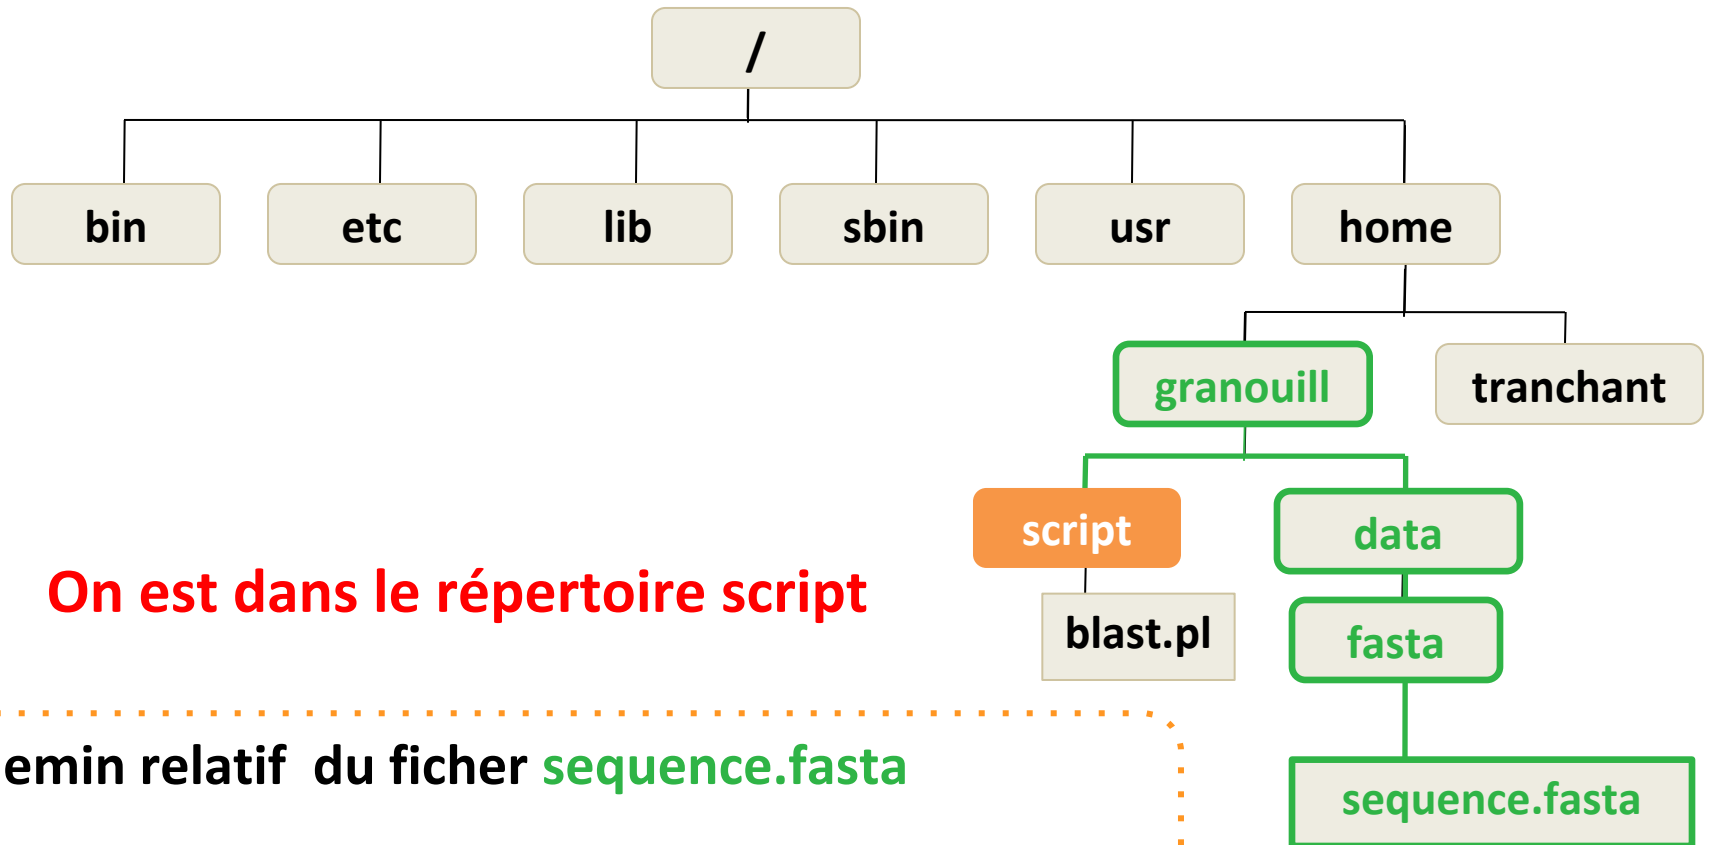 /
bin
etc
lib
sbin
usr
home
granouill
tranchant
script
data
On est dans le répertoire script
blast.pl
fasta
emin relatif  du ficher sequence.fasta
sequence.fasta